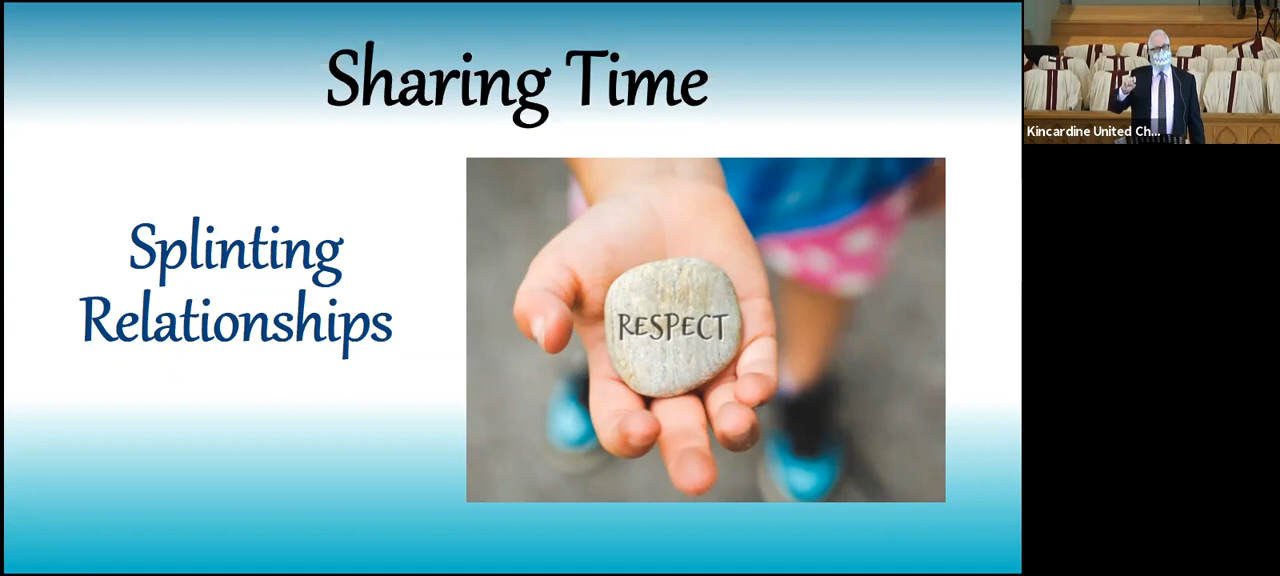 Sharing Time
Splinting
Relationships
RESPECT
Kincardine United Ch...